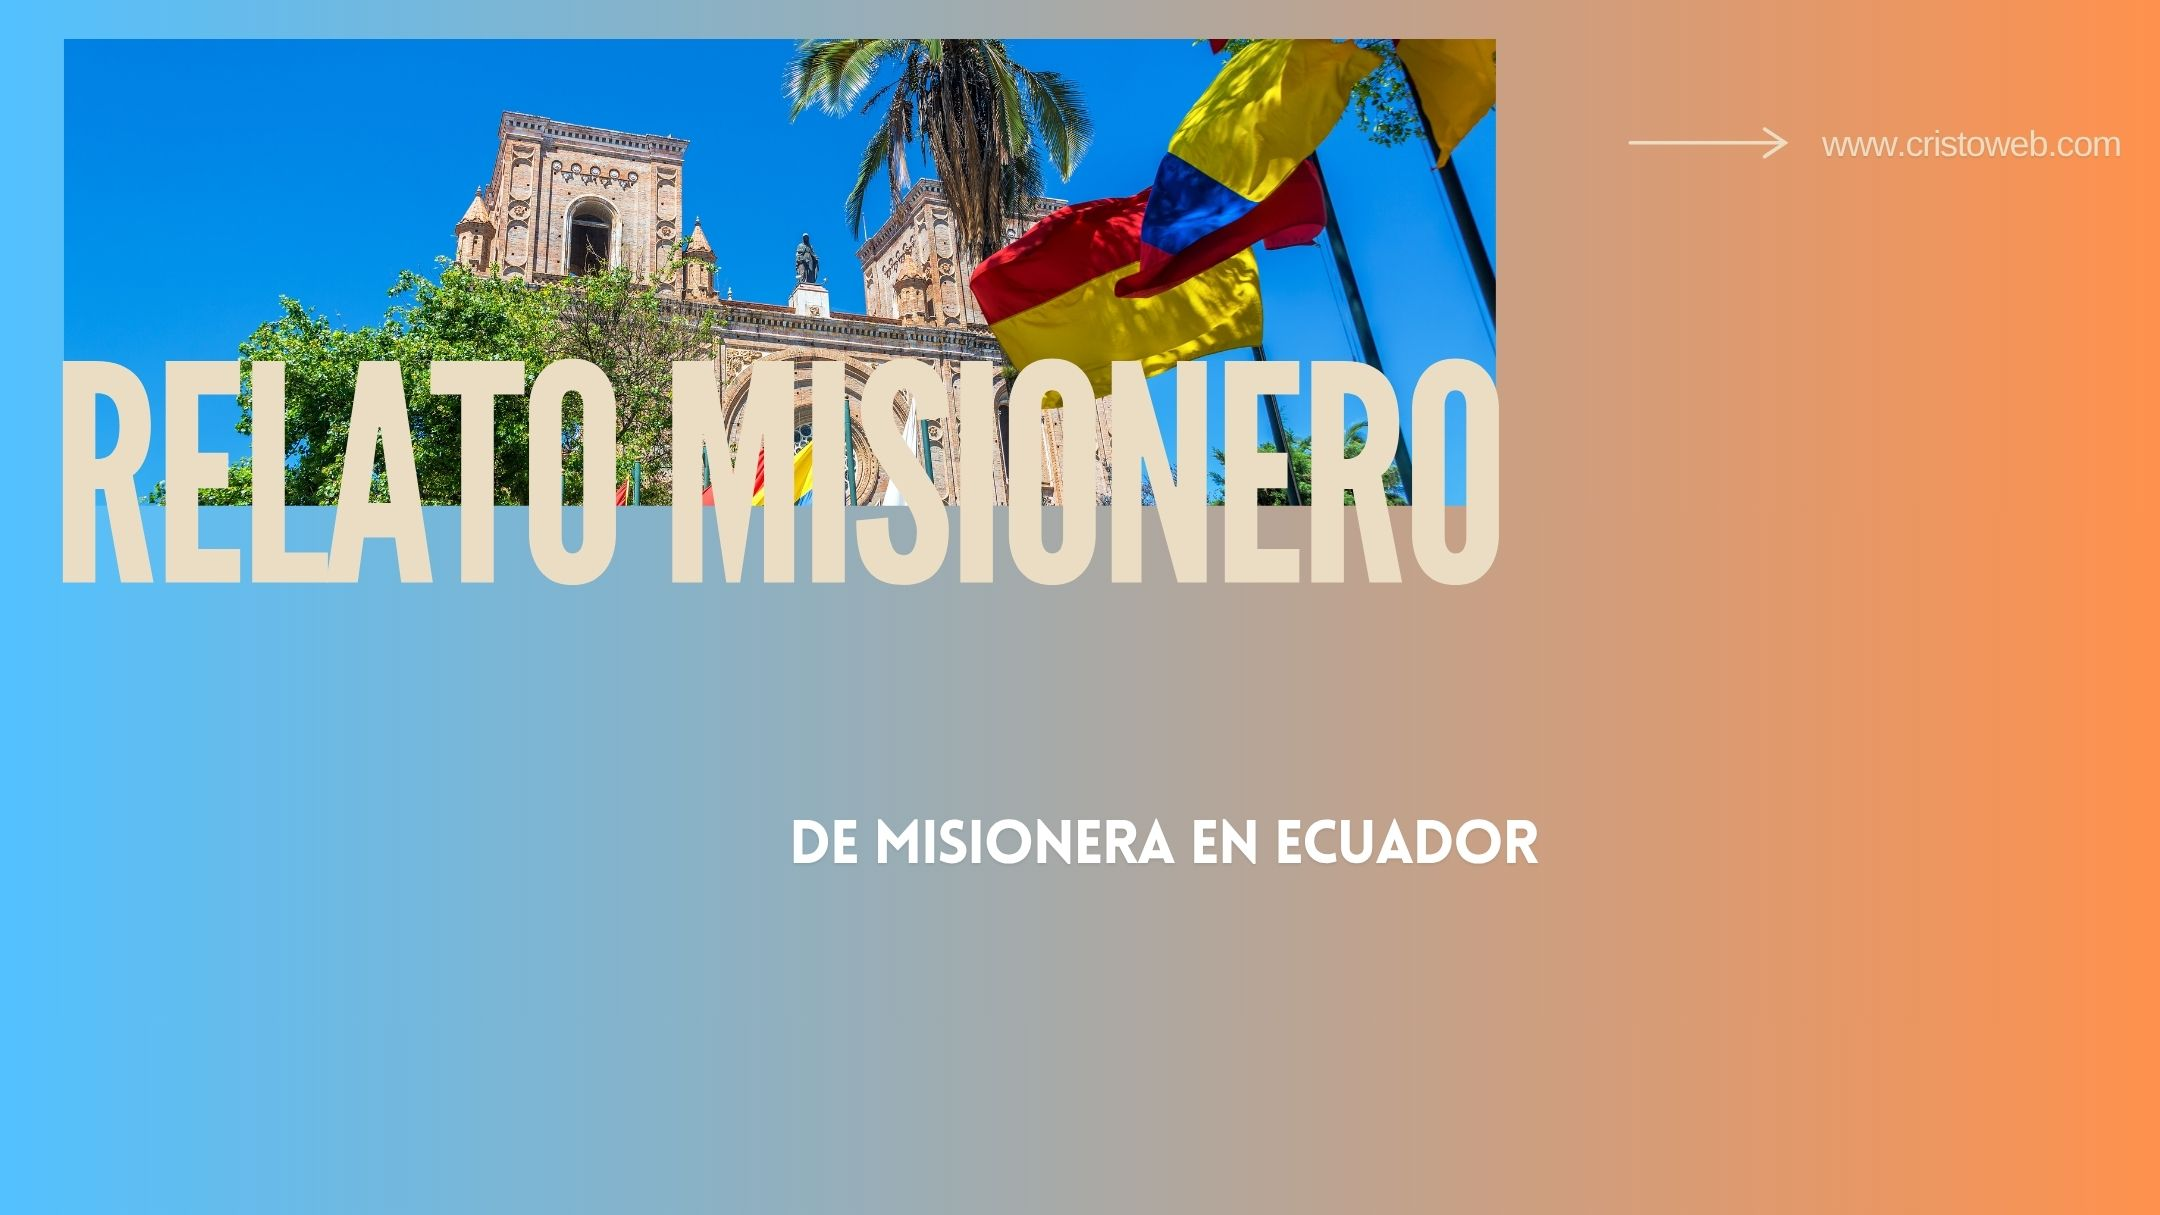 www.cristoweb.com
RELATO MISIONERO
DE MISIONERA EN ECUADOR